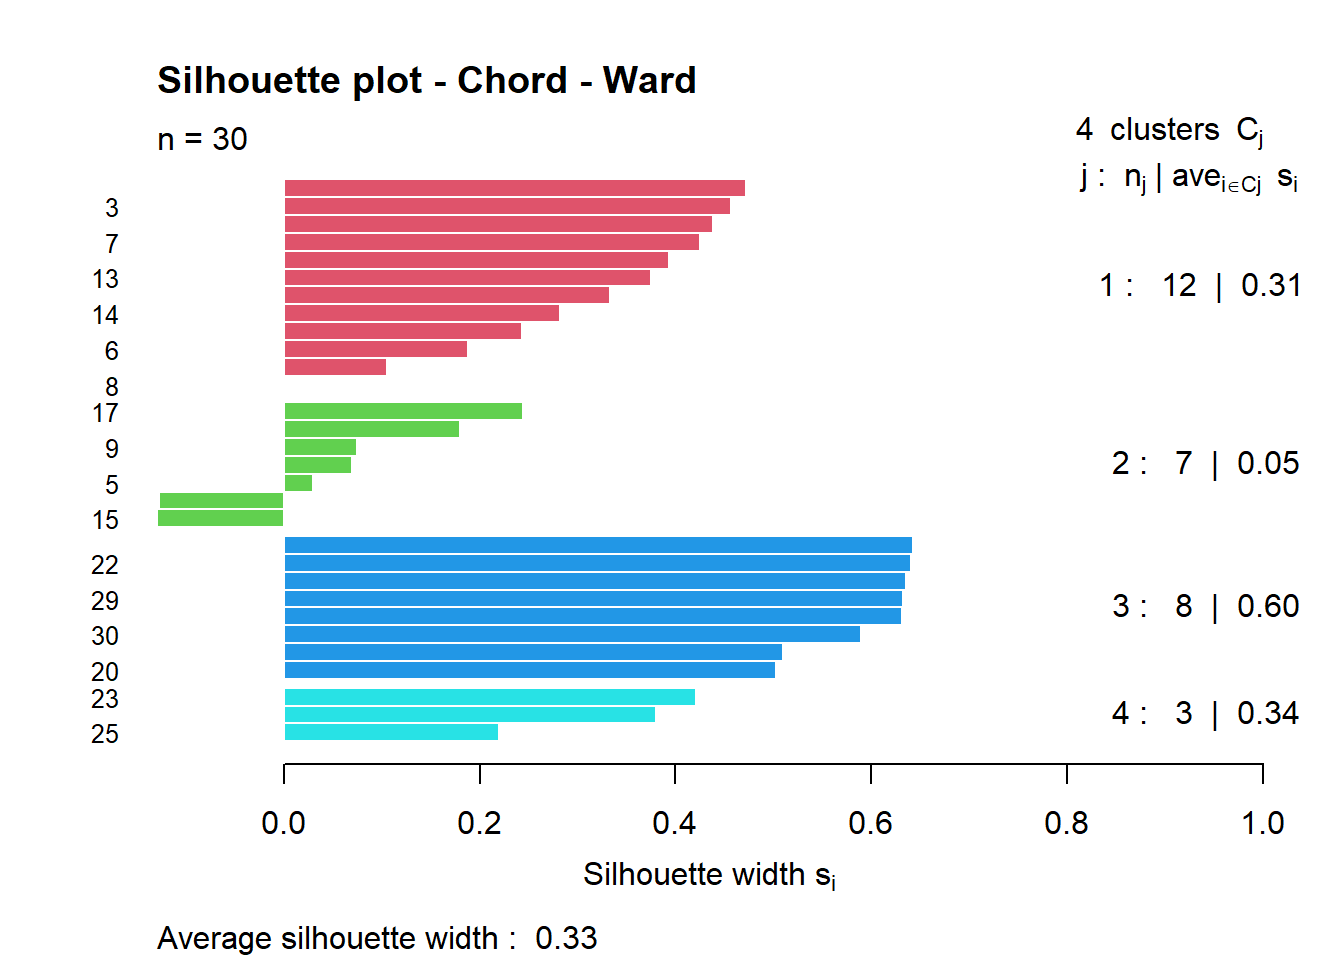 Silhouette plot - Chord - Ward
n = 30
4 clusters Cj
j : nj | avei∈Cj si
3
7
13
1 : 12 | 0.31
14
6
8
17
9
2 : 7 | 0.05
5
15
22
29
3 : 8 | 0.60
30
20
23
4 : 3 | 0.34
25
0.0 0.2 0.4 0.6 0.8 1.0
Silhouette width si
Average silhouette width : 0.33